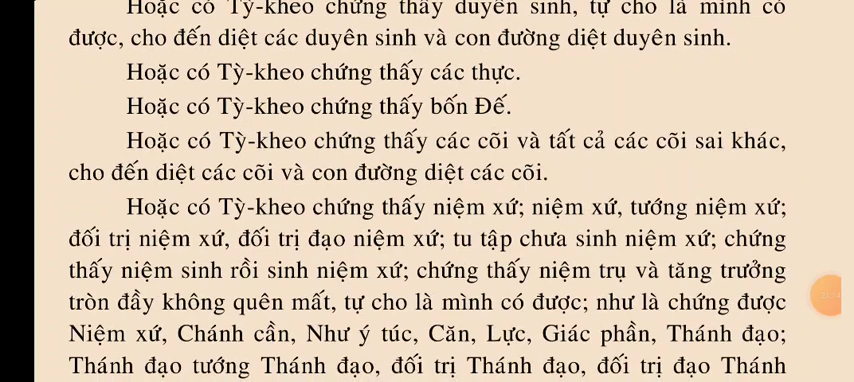 Hoặc có Tỳ-kheo chứng thấy duyên sinh, tự cho là mình có
được, cho đến diệt các duyên sinh và con đường diệt duyên sinh.
Hoặc có Tỳ-kheo chứng thấy các thực.
Hoặc có Tỳ-kheo chứng thấy bốn Đế.
Hoặc có Tỳ-kheo chứng thấy các cõi và tất cả các cõi sai khác,
cho đến diệt các cõi và con đường diệt các cõi.
Hoặc có Tỳ-kheo chứng thấy niệm xứ; niệm xứ, tướng niệm xứ;
đối trị niệm xứ, đối trị đạo niệm xứ; tu tập chưa sinh niệm xứ; chứng
thấy niệm sinh rồi sinh niệm xứ; chứng thấy niệm trụ và tăng trưởng
tròn đầy không quên mất, tự cho là mình có được; như là chứng được
Niệm xứ, Chánh cần, Như ý túc, Căn, Lực, Giác phần, Thánh đạo;
Thánh đạo tướng Thánh đạo, đối trị Thánh đạo, đối trị đạo Thánh